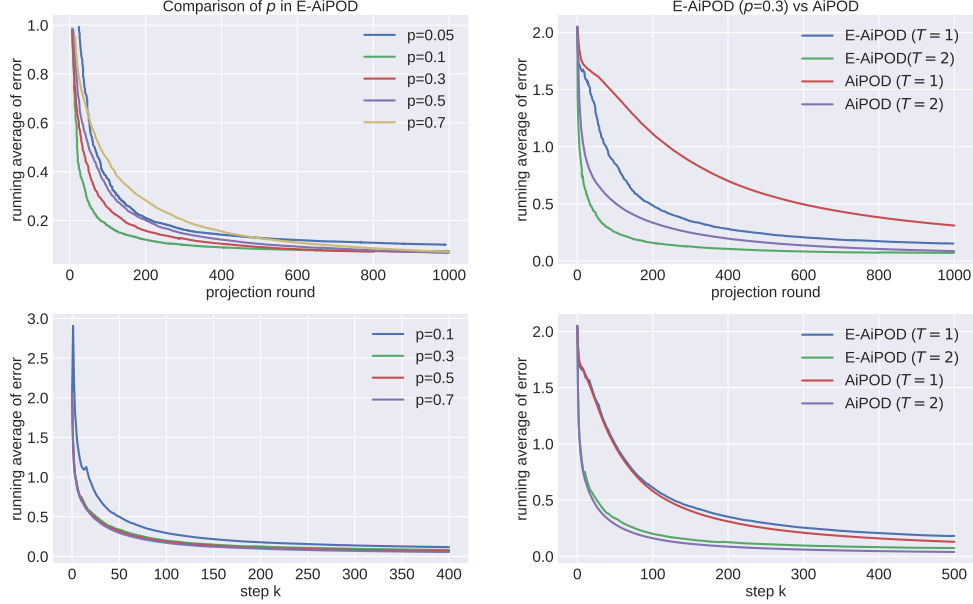 Comparison of p in E-AiPOD
running average of error
1.0
0.8
0.6
0.4
0.2
p=0.05
p=0.1
p=0.3
p=0.5
p=0.7
0 200 400 600 800 1000
projection round
E-AiPOD (p=0.3) vs AiPOD
running average of error
2.0
1.5
1.0
0.5
0.0
E-AiPOD (T = 1)
E-AiPOD(T = 2)
AiPOD (T = 1)
AiPOD (T = 2)
0 200 400 600 800 1000
projection round
running average of error
3.0
2.5
2.0
1.5
1.0
0.5
0.0
p=0.1
p=0.3
p=0.5
p=0.7
0 50 100 150 200 250 300 350 400
step k
running average of error
2.0
1.5
1.0
0.5
0.0
E-AiPOD (T = 1)
E-AiPOD (T = 2)
AiPOD (T = 1)
AiPOD (T = 2)
0 100 200 300 400 500
step k